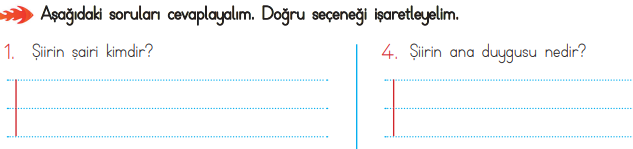 Aşağıdaki soruları cevaplayalım. Doğru seçeneği işaretleyelim.
1. Şiirin şairi kimdir?
4. Şiirin ana duygusu nedir?